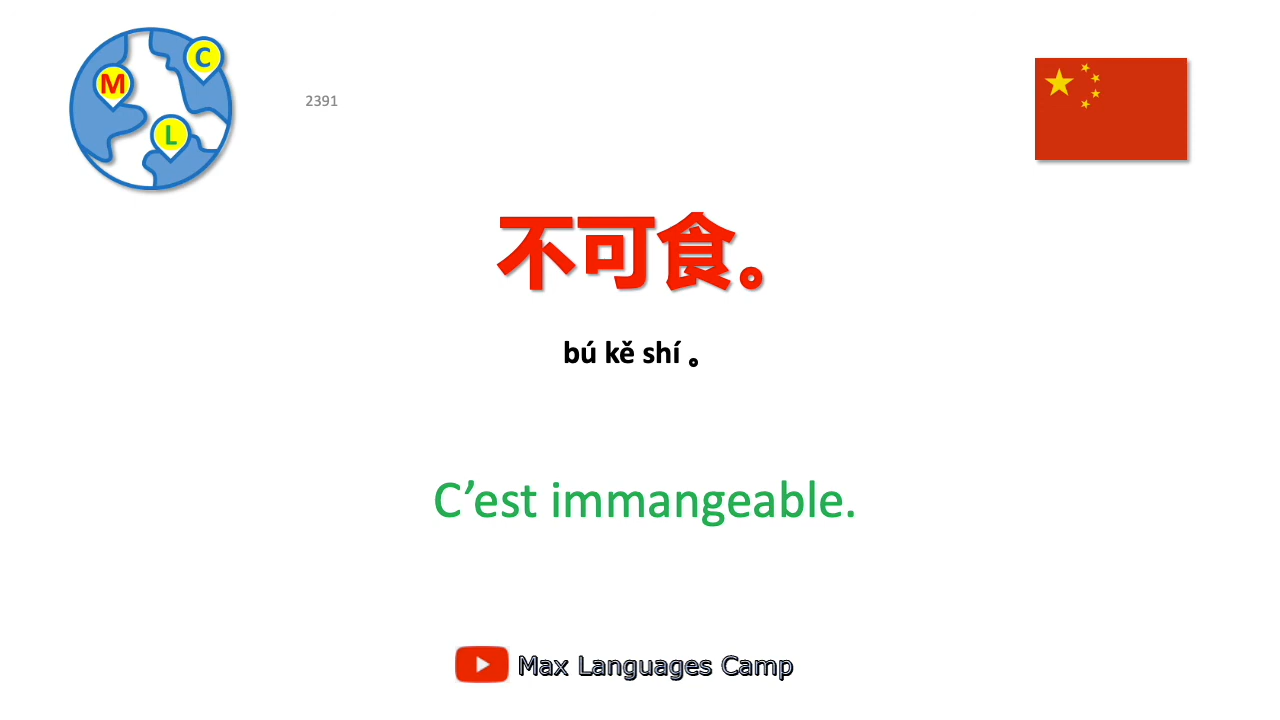 C
M
L
2391
不可食。
bú kě shí 。
C’est immangeable.
Max Languages Camp